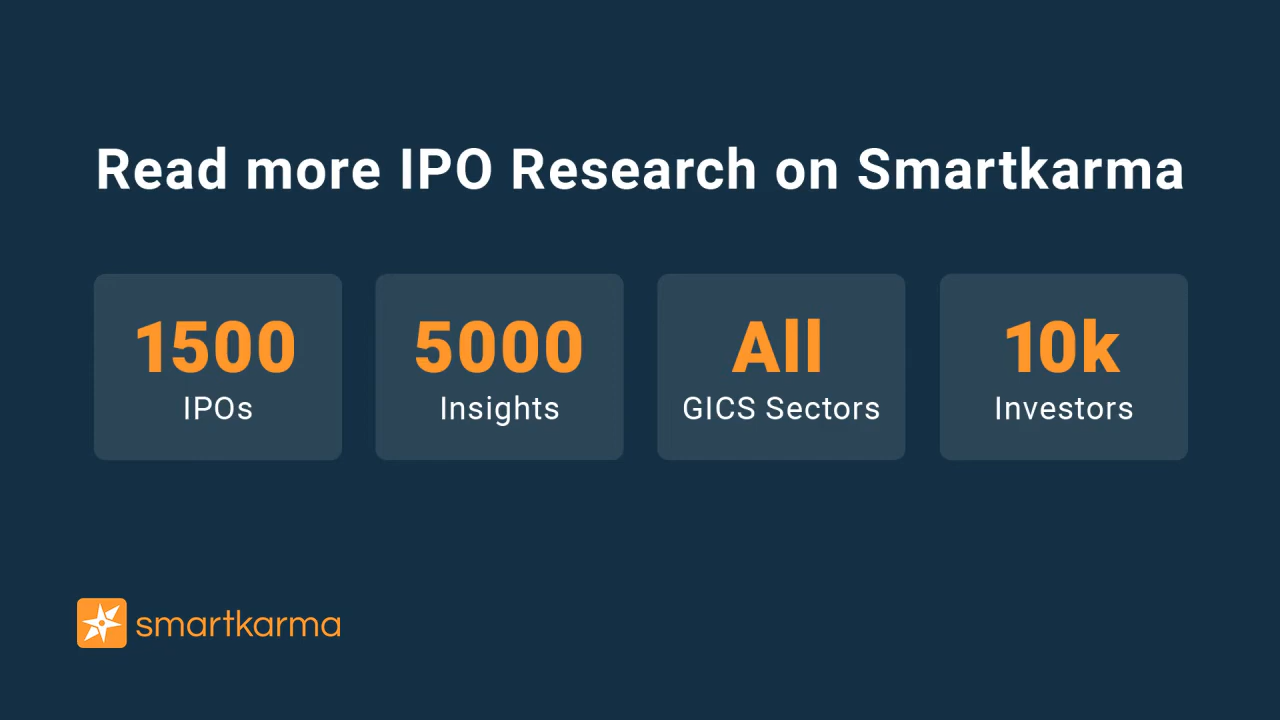 Read more IPO Research on Smartkarma
1500
IPOs
5000
Insights
All
GICS Sectors
10k
Investors
smartkarma